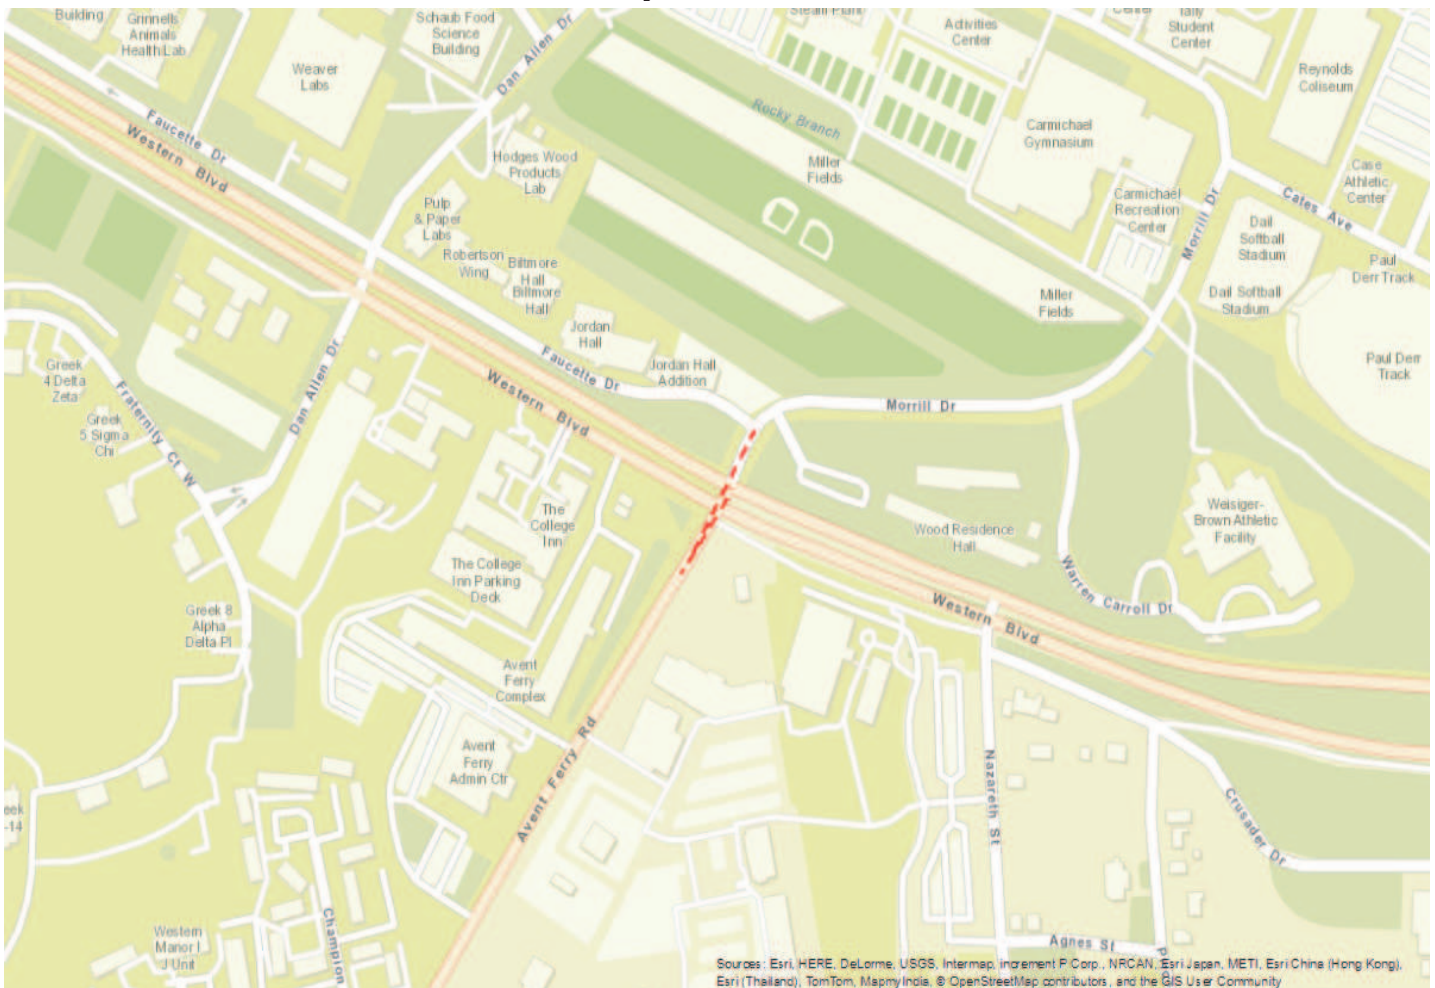 Building
Grinnells
Animals
Health Lab
Schaub Food
Science
Building
Dan Allen Dr
Steam Plant
Activities
Center
Center
Tally
Student
Center
Reynolds
Coliseum
Weaver
Labs
Faucette Dr
Western Blvd
Rocky Branch
Carmichael
Gymnasium
Miller
Fields
Hodges Wood
Products
Lab
Case
Athletic
Center
Carmichael
Recreation
Center
Morrill Dr
Cates Ave
Pulp
& Paper
Labs
Dail
Softball
Stadium
Robertson
Wing
Biltmore
Hall
Biltmore
Hall
Paul
Derr Track
Miller
Fields
Dail Softball
Stadium
Jordan
Hall
Dan Allen Dr
Faucette Dr
Jordan Hall
Addition
Paul Derr
Track
Greek
4 Delta
Zeta
Fraternity Ct W
Western Blvd
Morrill Dr
Greek
5 Sigma
Chi
The
College
Inn
Weisiger-
Brown Athletic
Facility
Wood Residence
Hall
The College
Inn Parking
Deck
Warren Carroll Dr
Western Blvd
Greek 8
Alpha
Delta Pi
Avent
Ferry
Complex
Avent Ferry Rd
Avent
Ferry
Admin Ctr
Nazareth St
Crusader Dr
eek
-14
Champion
Western
Manor I
J Unit
Agnes St
Sources: Esri, HERE, DeLorme, USGS, Intermap, increment P Corp., NRCAN, Esri Japan, METI, Esri China (Hong Kong),
Esri (Thailand), TomTom, MapmyIndia, © OpenStreetMap contributors, and the GIS User Community